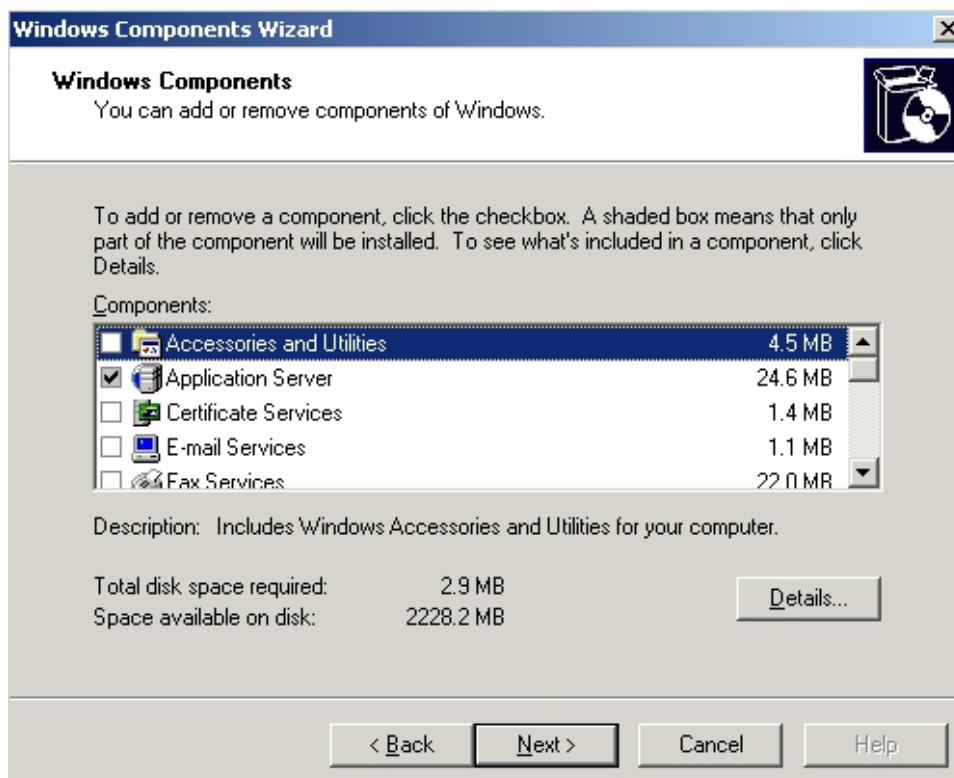 Windows Components Wizard
Windows Components
You can add or remove components of Windows.
To add or remove a component, click the checkbox. A shaded box means that only
part of the component will be installed. To see what's included in a component, click
Details.
Components:
Accessories and Utilities 4.5 MB
Application Server 24.6 MB
Certificate Services 1.4 MB
E-mail Services 1.1 MB
Fax Services 22.0 MB
Description: Includes Windows Accessories and Utilities for your computer.
Total disk space required: 2.9 MB
Space available on disk: 2228.2 MB
Details...
< Back Next > Cancel Help